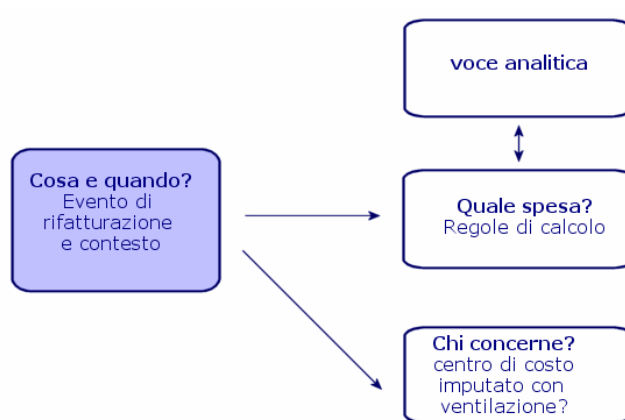 voce analitica
Cosa e quando?
Evento di
rifatturazione
e contesto
Quale spesa?
Regole di calcolo
Chi concerne?
centro di costo
imputato con
ventilazione?